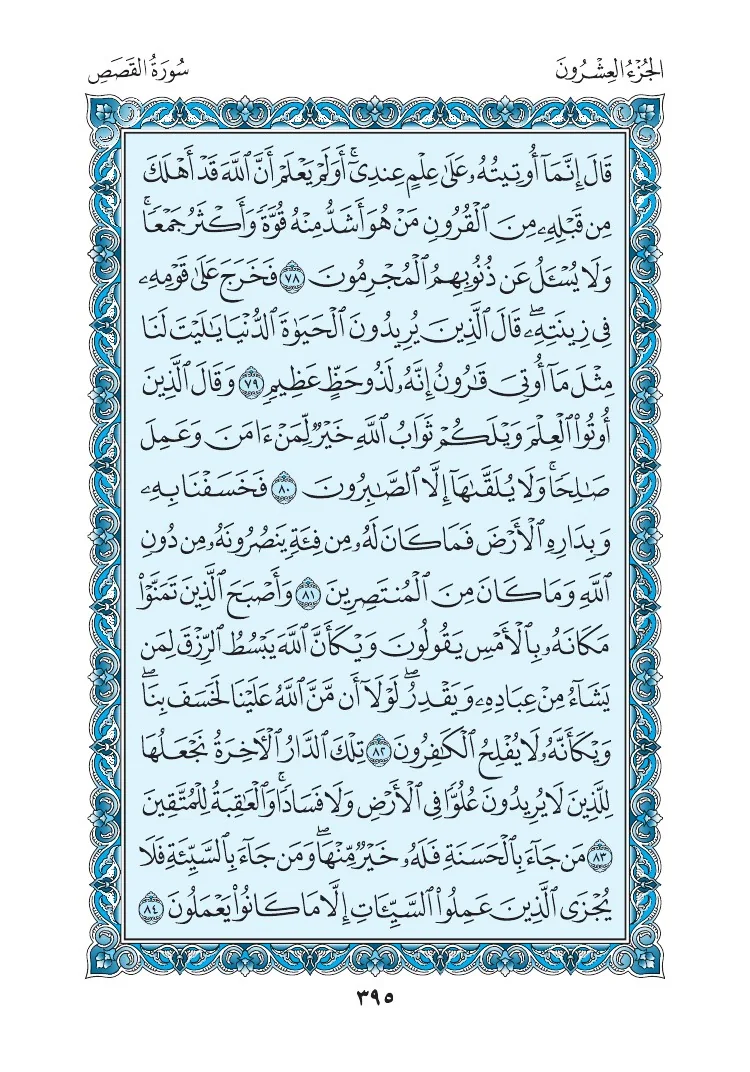 الجُزْءُ العِشْرُونَ
سُورَةُ القَصَصِ
قَالَ إِنَّمَآ أُوتِيتُهُۥ عَلَىٰ عِلْمٍ عِندِىٓۚ أَوَلَمْ يَعْلَمْ أَنَّ ٱللَّهَ قَدْ أَهْلَكَ
مِن قَبْلِهِۦ مِنَ ٱلْقُرُونِ مَنْ هُوَ أَشَدُّ مِنْهُ قُوَّةً وَأَكْثَرُ جَمْعًاۚ
وَلَا يُسْـَٔلُ عَن ذُنُوبِهِمُ ٱلْمُجْرِمُونَ ﴿٧٨﴾ فَخَرَجَ عَلَىٰ قَوْمِهِۦ
فِى زِينَتِهِۦۖ قَالَ ٱلَّذِينَ يُرِيدُونَ ٱلْحَيَوٰةَ ٱلدُّنْيَا يَـٰلَيْتَ لَنَا
مِثْلَ مَآ أُوتِىَ قَـٰرُونُ إِنَّهُۥ لَذُو حَظٍّ عَظِيمٍ ﴿٧٩﴾ وَقَالَ ٱلَّذِينَ
أُوتُوا۟ ٱلْعِلْمَ وَيْلَكُمْ ثَوَابُ ٱللَّهِ خَيْرٌ لِّمَنْ ءَامَنَ وَعَمِلَ
صَـٰلِحًاۚ وَلَا يُلَقَّىٰهَآ إِلَّا ٱلصَّـٰبِرُونَ ﴿٨٠﴾ فَخَسَفْنَا بِهِۦ
وَبِدَارِهِ ٱلْأَرْضَ فَمَا كَانَ لَهُۥ مِن فِئَةٍ يَنصُرُونَهُۥ مِن دُونِ
ٱللَّهِ وَمَا كَانَ مِنَ ٱلْمُنتَصِرِينَ ﴿٨١﴾ وَأَصْبَحَ ٱلَّذِينَ تَمَنَّوْا۟
مَكَانَهُۥ بِٱلْأَمْسِ يَقُولُونَ وَيْكَأَنَّ ٱللَّهَ يَبْسُطُ ٱلرِّزْقَ لِمَن
يَشَآءُ مِنْ عِبَادِهِۦ وَيَقْدِرُۖ لَوْلَآ أَن مَّنَّ ٱللَّهُ عَلَيْنَا لَخَسَفَ بِنَاۖ
وَيْكَأَنَّهُۥ لَا يُفْلِحُ ٱلْكَـٰفِرُونَ ﴿٨٢﴾ تِلْكَ ٱلدَّارُ ٱلْـَٔاخِرَةُ نَجْعَلُهَا
لِلَّذِينَ لَا يُرِيدُونَ عُلُوًّا فِى ٱلْأَرْضِ وَلَا فَسَادًاۚ وَٱلْعَـٰقِبَةُ لِلْمُتَّقِينَ
﴿٨٣﴾ مَن جَآءَ بِٱلْحَسَنَةِ فَلَهُۥ خَيْرٌ مِّنْهَاۖ وَمَن جَآءَ بِٱلسَّيِّئَةِ فَلَا
يُجْزَى ٱلَّذِينَ عَمِلُوا۟ ٱلسَّيِّـَٔاتِ إِلَّا مَا كَانُوا۟ يَعْمَلُونَ ﴿٨٤﴾
٣٩٥